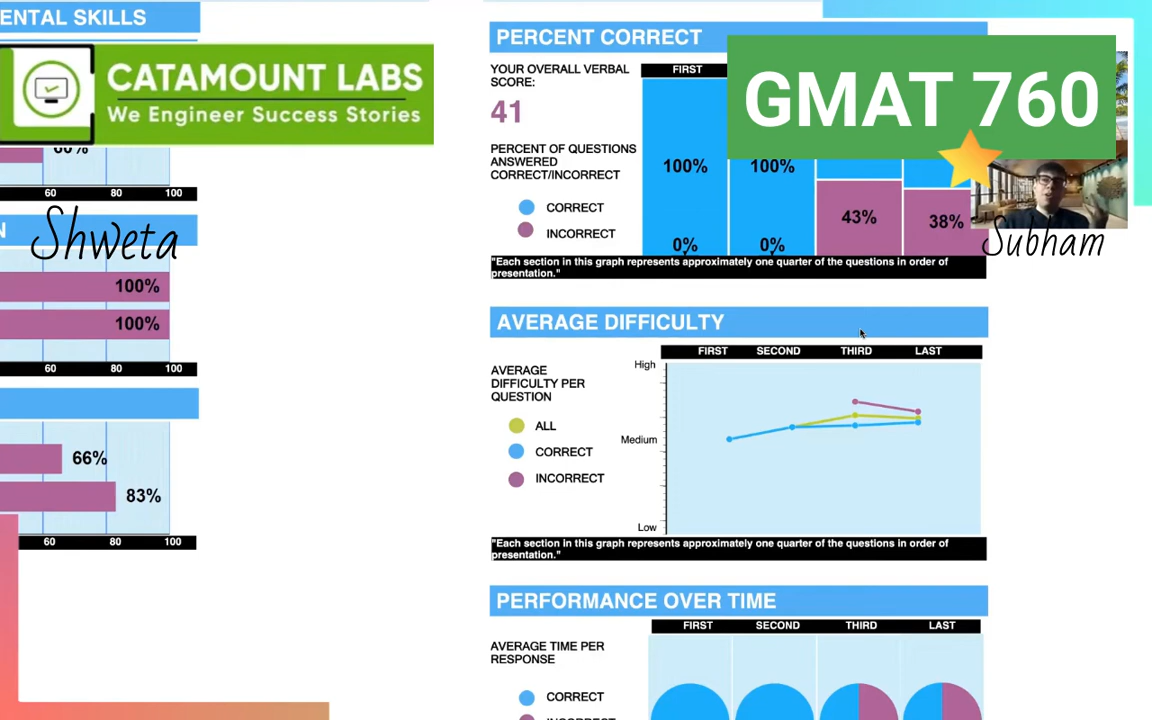 ENTAL SKILLS
CATAMOUNT LABS
We Engineer Success Stories
60%
60 80 100
N
Shweta
100%
100%
60 80 100
66%
83%
60 80 100
PERCENT CORRECT
GMAT 760
YOUR OVERALL VERBAL
SCORE:
41
FIRST
PERCENT OF QUESTIONS
ANSWERED
CORRECT/INCORRECT
CORRECT
INCORRECT
100% 100%
43% 38%
0% 0%
Subham
"Each section in this graph represents approximately one quarter of the questions in order of
presentation."
AVERAGE DIFFICULTY
FIRST SECOND THIRD LAST
AVERAGE
DIFFICULTY PER
QUESTION
ALL
CORRECT
INCORRECT
High
Medium
Low
"Each section in this graph represents approximately one quarter of the questions in order of
presentation."
PERFORMANCE OVER TIME
FIRST SECOND THIRD LAST
AVERAGE TIME PER
RESPONSE
CORRECT